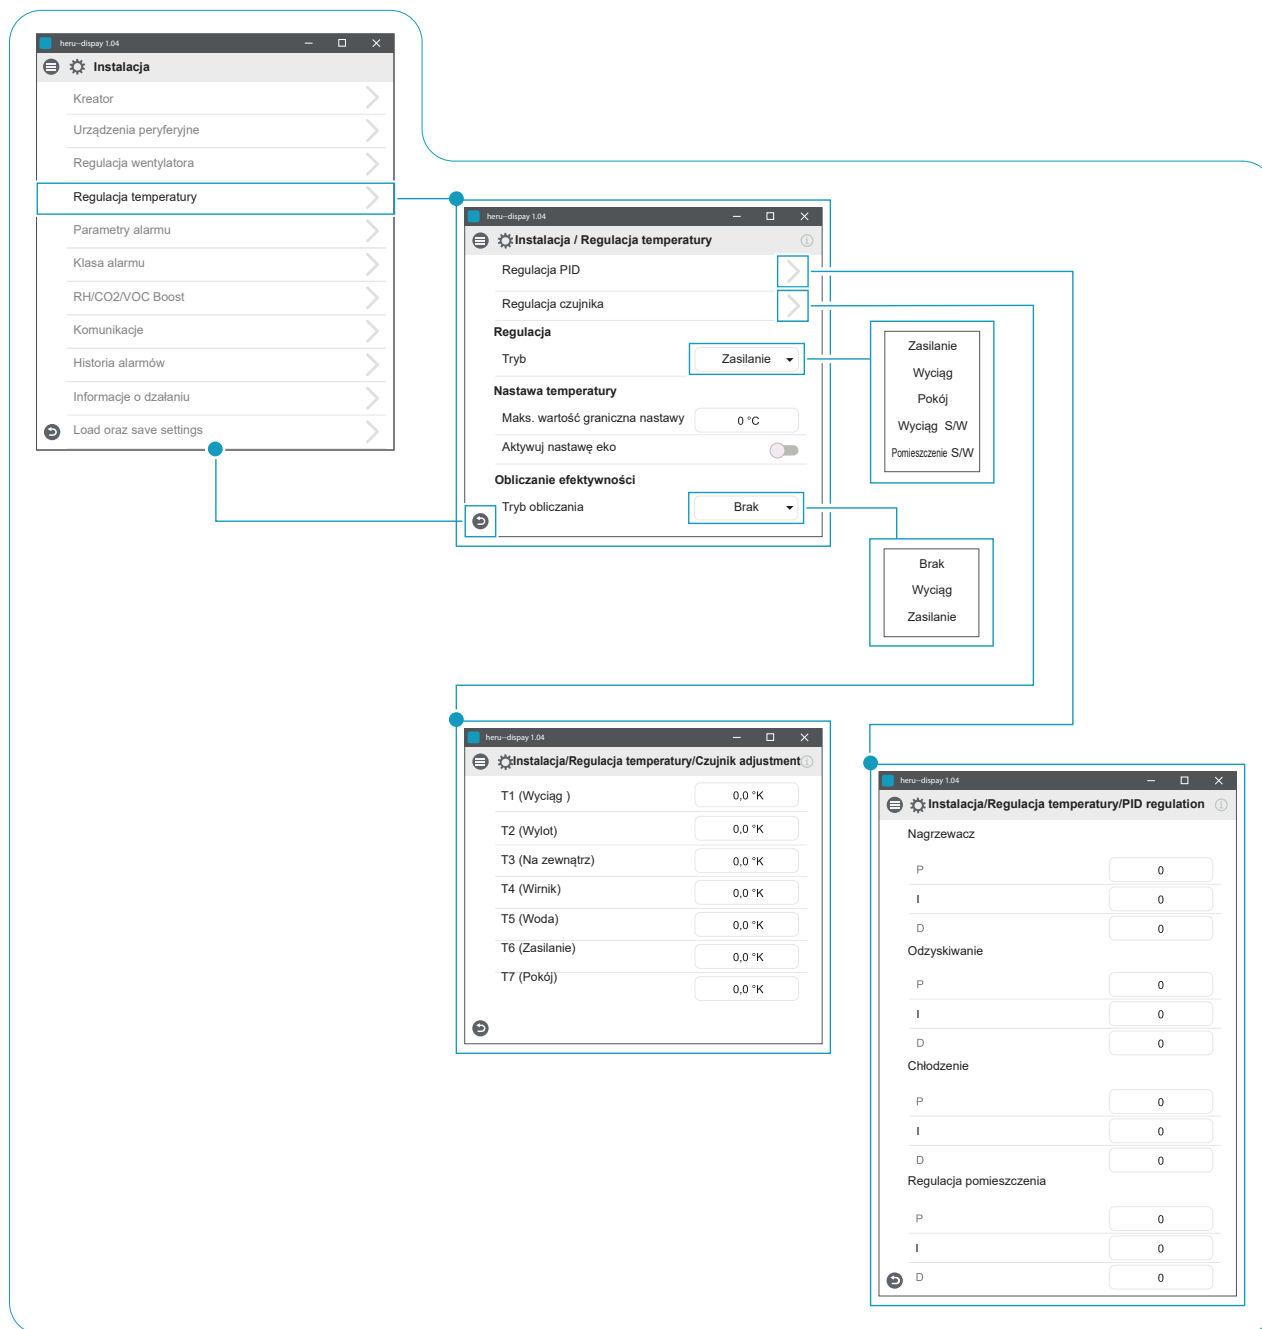 heru–dispay 1.04
Instalacja
Kreator
Urządzenia peryferyjne
Regulacja wentylatora
Regulacja temperatury
Parametry alarmu
Klasa alarmu
RH/CO2/VOC Boost
Komunikacje
Historia alarmów
Informacje o dzałaniu
Load oraz save settings
heru–dispay 1.04
Instalacja / Regulacja temperatury
Regulacja PID
Regulacja czujnika
Regulacja
Tryb Zasilanie
Nastawa temperatury
Maks. wartość graniczna nastawy 0 °C
Aktywuj nastawę eko
Obliczanie efektywności
Tryb obliczania Brak
Zasilanie
Wyciąg
Pokój
Wyciąg S/W
Pomieszczenie S/W
Brak
Wyciąg
Zasilanie
heru–dispay 1.04
Instalacja/Regulacja temperatury/Czujnik adjustment
T1 (Wyciąg ) 0,0 °K
T2 (Wylot) 0,0 °K
T3 (Na zewnątrz) 0,0 °K
T4 (Wirnik) 0,0 °K
T5 (Woda) 0,0 °K
T6 (Zasilanie) 0,0 °K
T7 (Pokój) 0,0 °K
heru–dispay 1.04
Instalacja/Regulacja temperatury/PID regulation
Nagrzewacz
P 0
I 0
D 0
Odzyskiwanie
P 0
I 0
D 0
Chłodzenie
P 0
I 0
D 0
Regulacja pomieszczenia
P 0
I 0
D 0